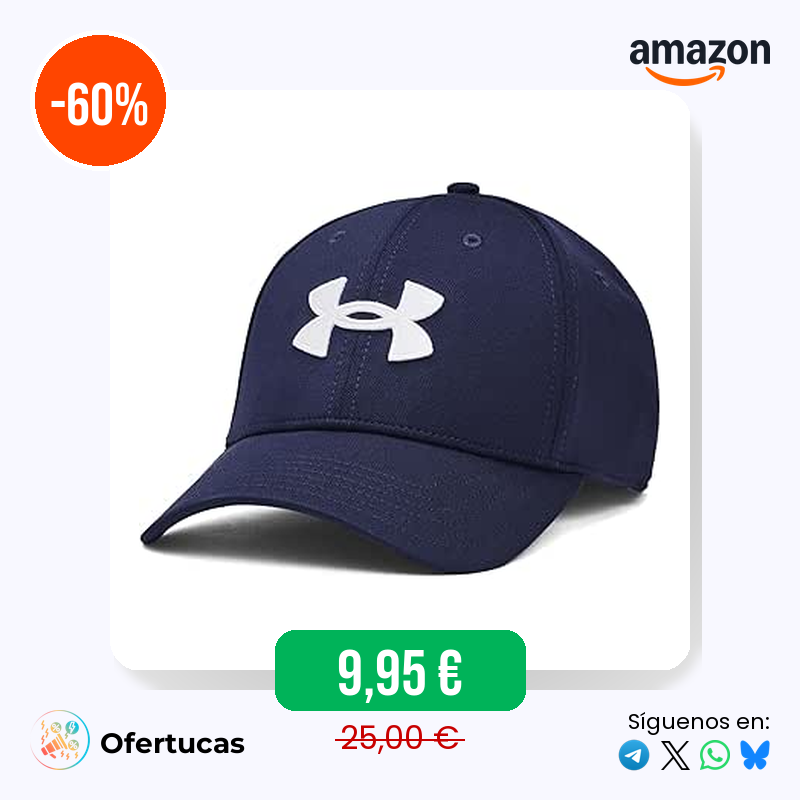 -60%
amazon
9,95 €
25,00 €
Ofertucas
Síguenos en: